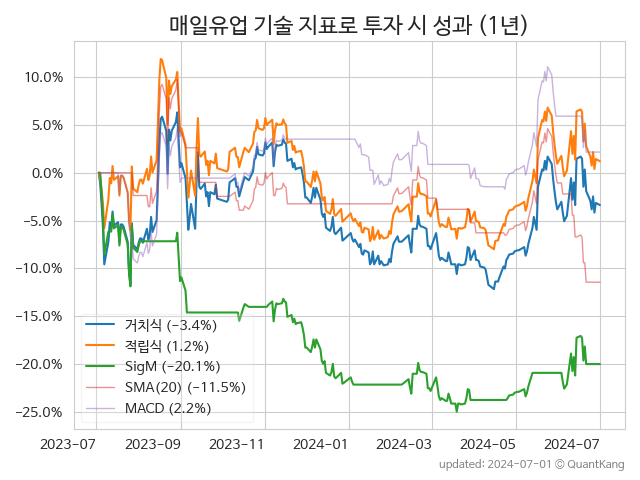 매일유업 기술 지표로 투자 시 성과 (1년)
10.0%
5.0%
0.0%
−5.0%
−10.0%
−15.0%
−20.0%
−25.0%
거치식 (−3.4%)
적립식 (1.2%)
SigM (−20.1%)
SMA(20) (−11.5%)
MACD (2.2%)
2023−07
2023−09
2023−11
2024−01
2024−03
2024−05
2024−07
updated: 2024−07−01 © QuantKang